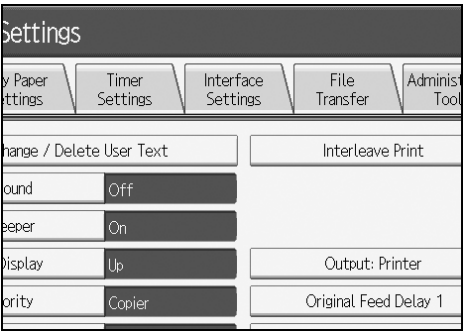 Settings
y Paper
ttings
Timer
Settings
Interface
Settings
File
Transfer
Administ
Tool
hange / Delete User Text
Interleave Print
ound
Off
eeper
On
Display
Up
Output: Printer
ority
Copier
Original Feed Delay 1